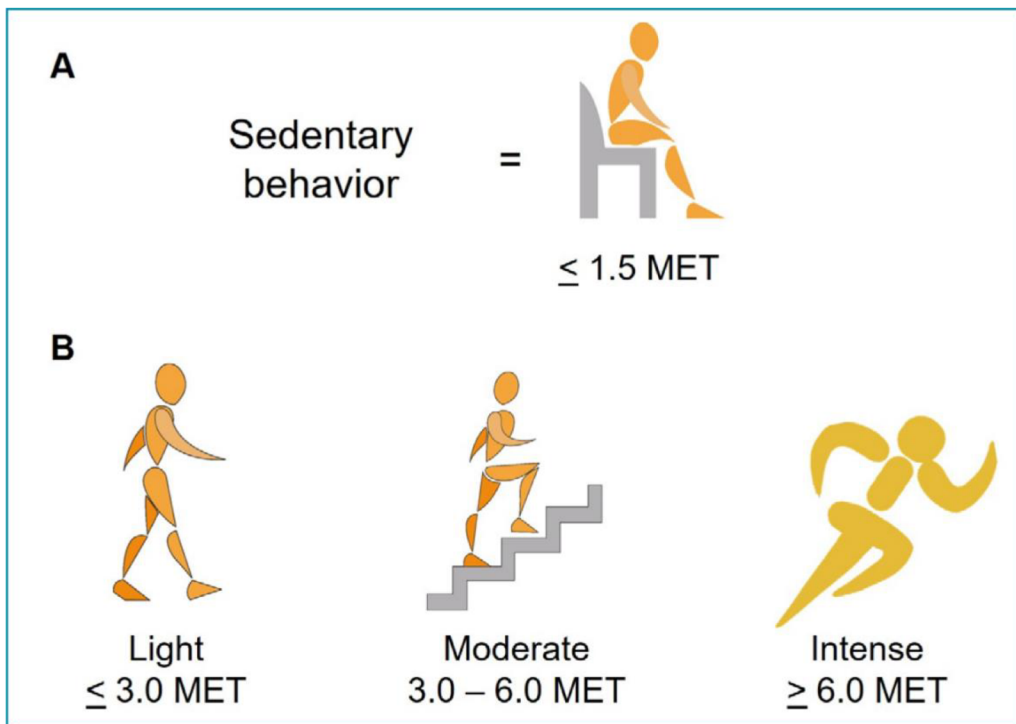 A
Sedentary
behavior
=
≤ 1.5 MET
B
Light
≤ 3.0 MET
Moderate
3.0 – 6.0 MET
Intense
≥ 6.0 MET